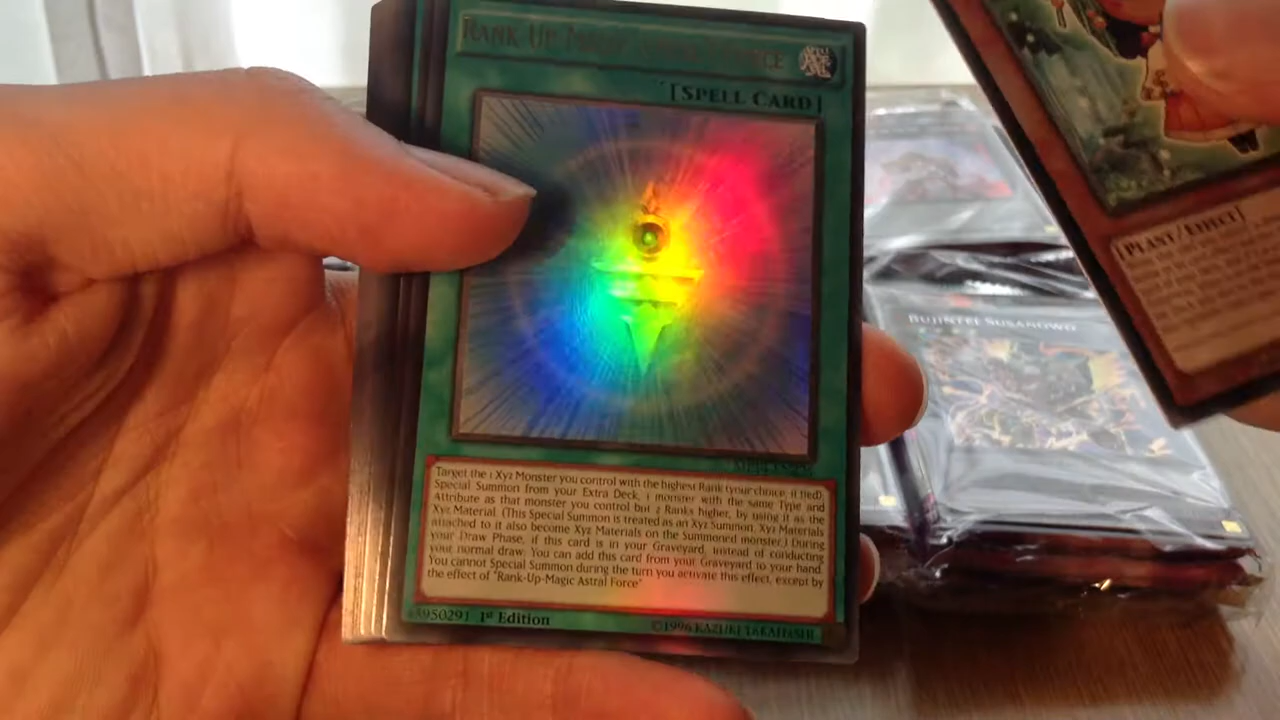 RANK-UP-MAGIC ASTRAL FORCE
[SPELL CARD]
Target the 1 Xyz Monster you control with the highest Rank (your choice, if tied);
Special Summon from your Extra Deck, 1 monster with the same Type and
Attribute as that monster you control but 2 Ranks higher, by using it as the
Xyz Material. (This Special Summon is treated as an Xyz Summon. Xyz Materials
attached to it also become Xyz Materials on the Summoned monster.) During
your Draw Phase, if this card is in your Graveyard, instead of conducting
your normal draw: You can add this card from your Graveyard to your hand.
You cannot Special Summon during the turn you activate this effect, except by
the effect of "Rank-Up-Magic Astral Force"
950291 1st Edition
©1996 KAZUKI TAKAHASHI
[PLANT/EFFECT]
BUJINTEI SUSANOWO